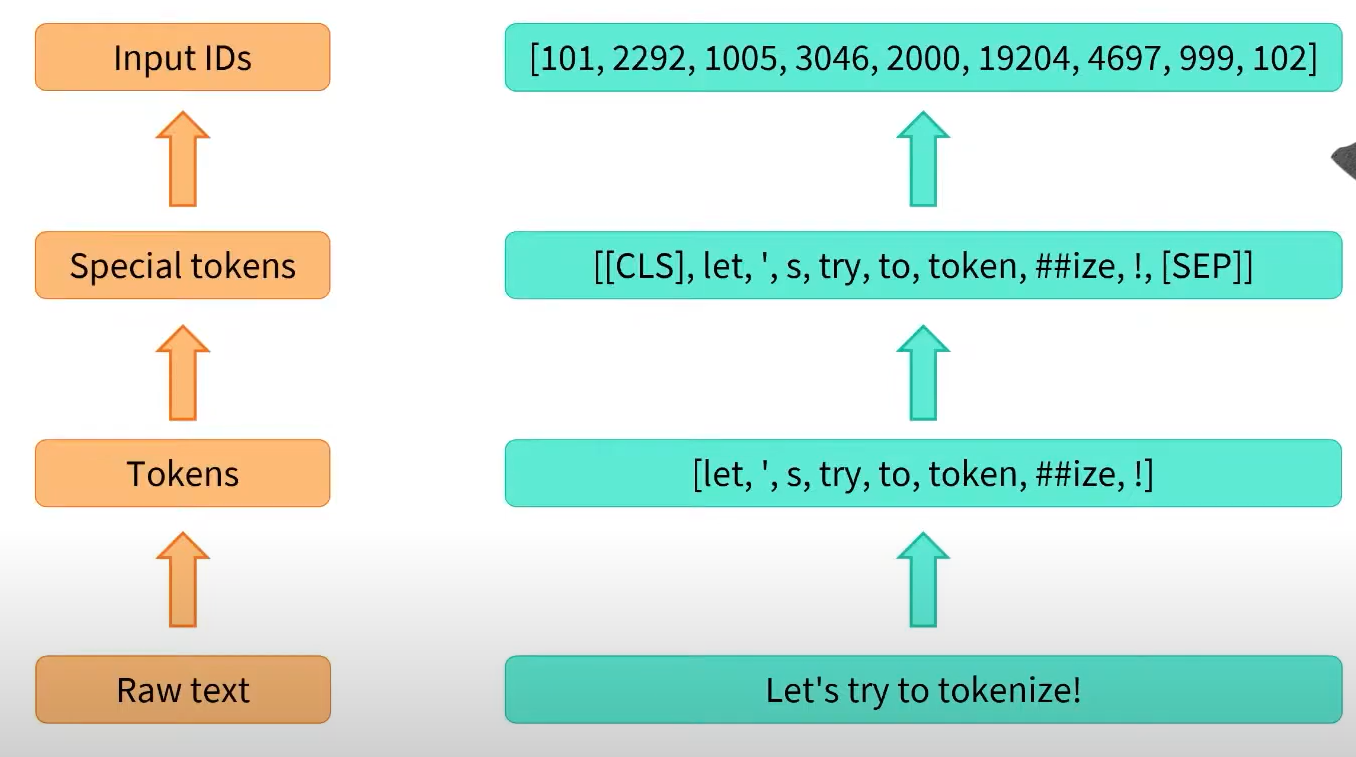 Input IDs
[101, 2292, 1005, 3046, 2000, 19204, 4697, 999, 102]
Special tokens
[[CLS], let, ', s, try, to, token, ##ize, !, [SEP]]
Tokens
[let, ', s, try, to, token, ##ize, !]
Raw text
Let's try to tokenize!